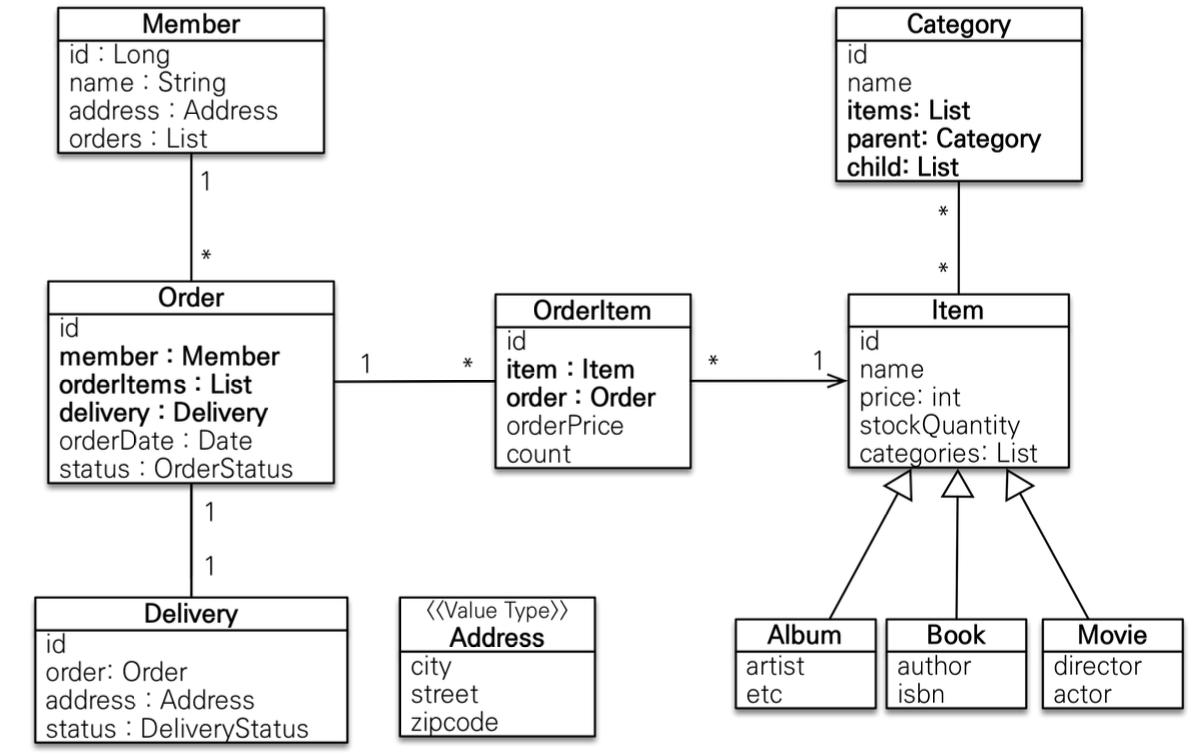 Member
id : Long
name : String
address : Address
orders : List
1
*
Category
id
name
items: List
parent: Category
child: List
*
*
Order
id
member : Member
orderItems : List
delivery : Delivery
orderDate : Date
status : OrderStatus
1
*
OrderItem
id
item : Item
order : Order
orderPrice
count
*
1
Item
id
name
price: int
stockQuantity
categories: List
1
1
Delivery
id
order: Order
address : Address
status : DeliveryStatus
<<Value Type>>
Address
city
street
zipcode
Album
artist
etc
Book
author
isbn
Movie
director
actor